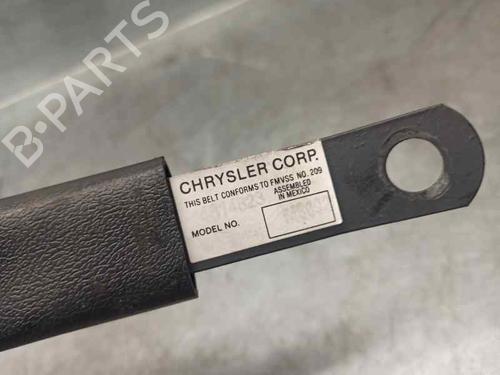 B-PARTS
CHRYSLER CORP.
THIS BELT CONFORMS TO FMVSS NO. 209
ASSEMBLED
IN MEXICO
MODEL NO.